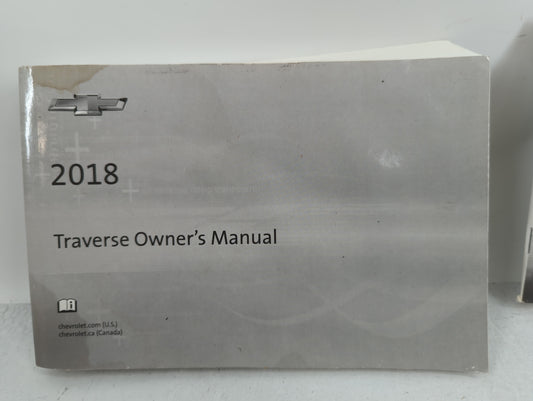 2018
Traverse Owner's Manual
chevrolet.com (U.S.)
chevrolet.ca (Canada)